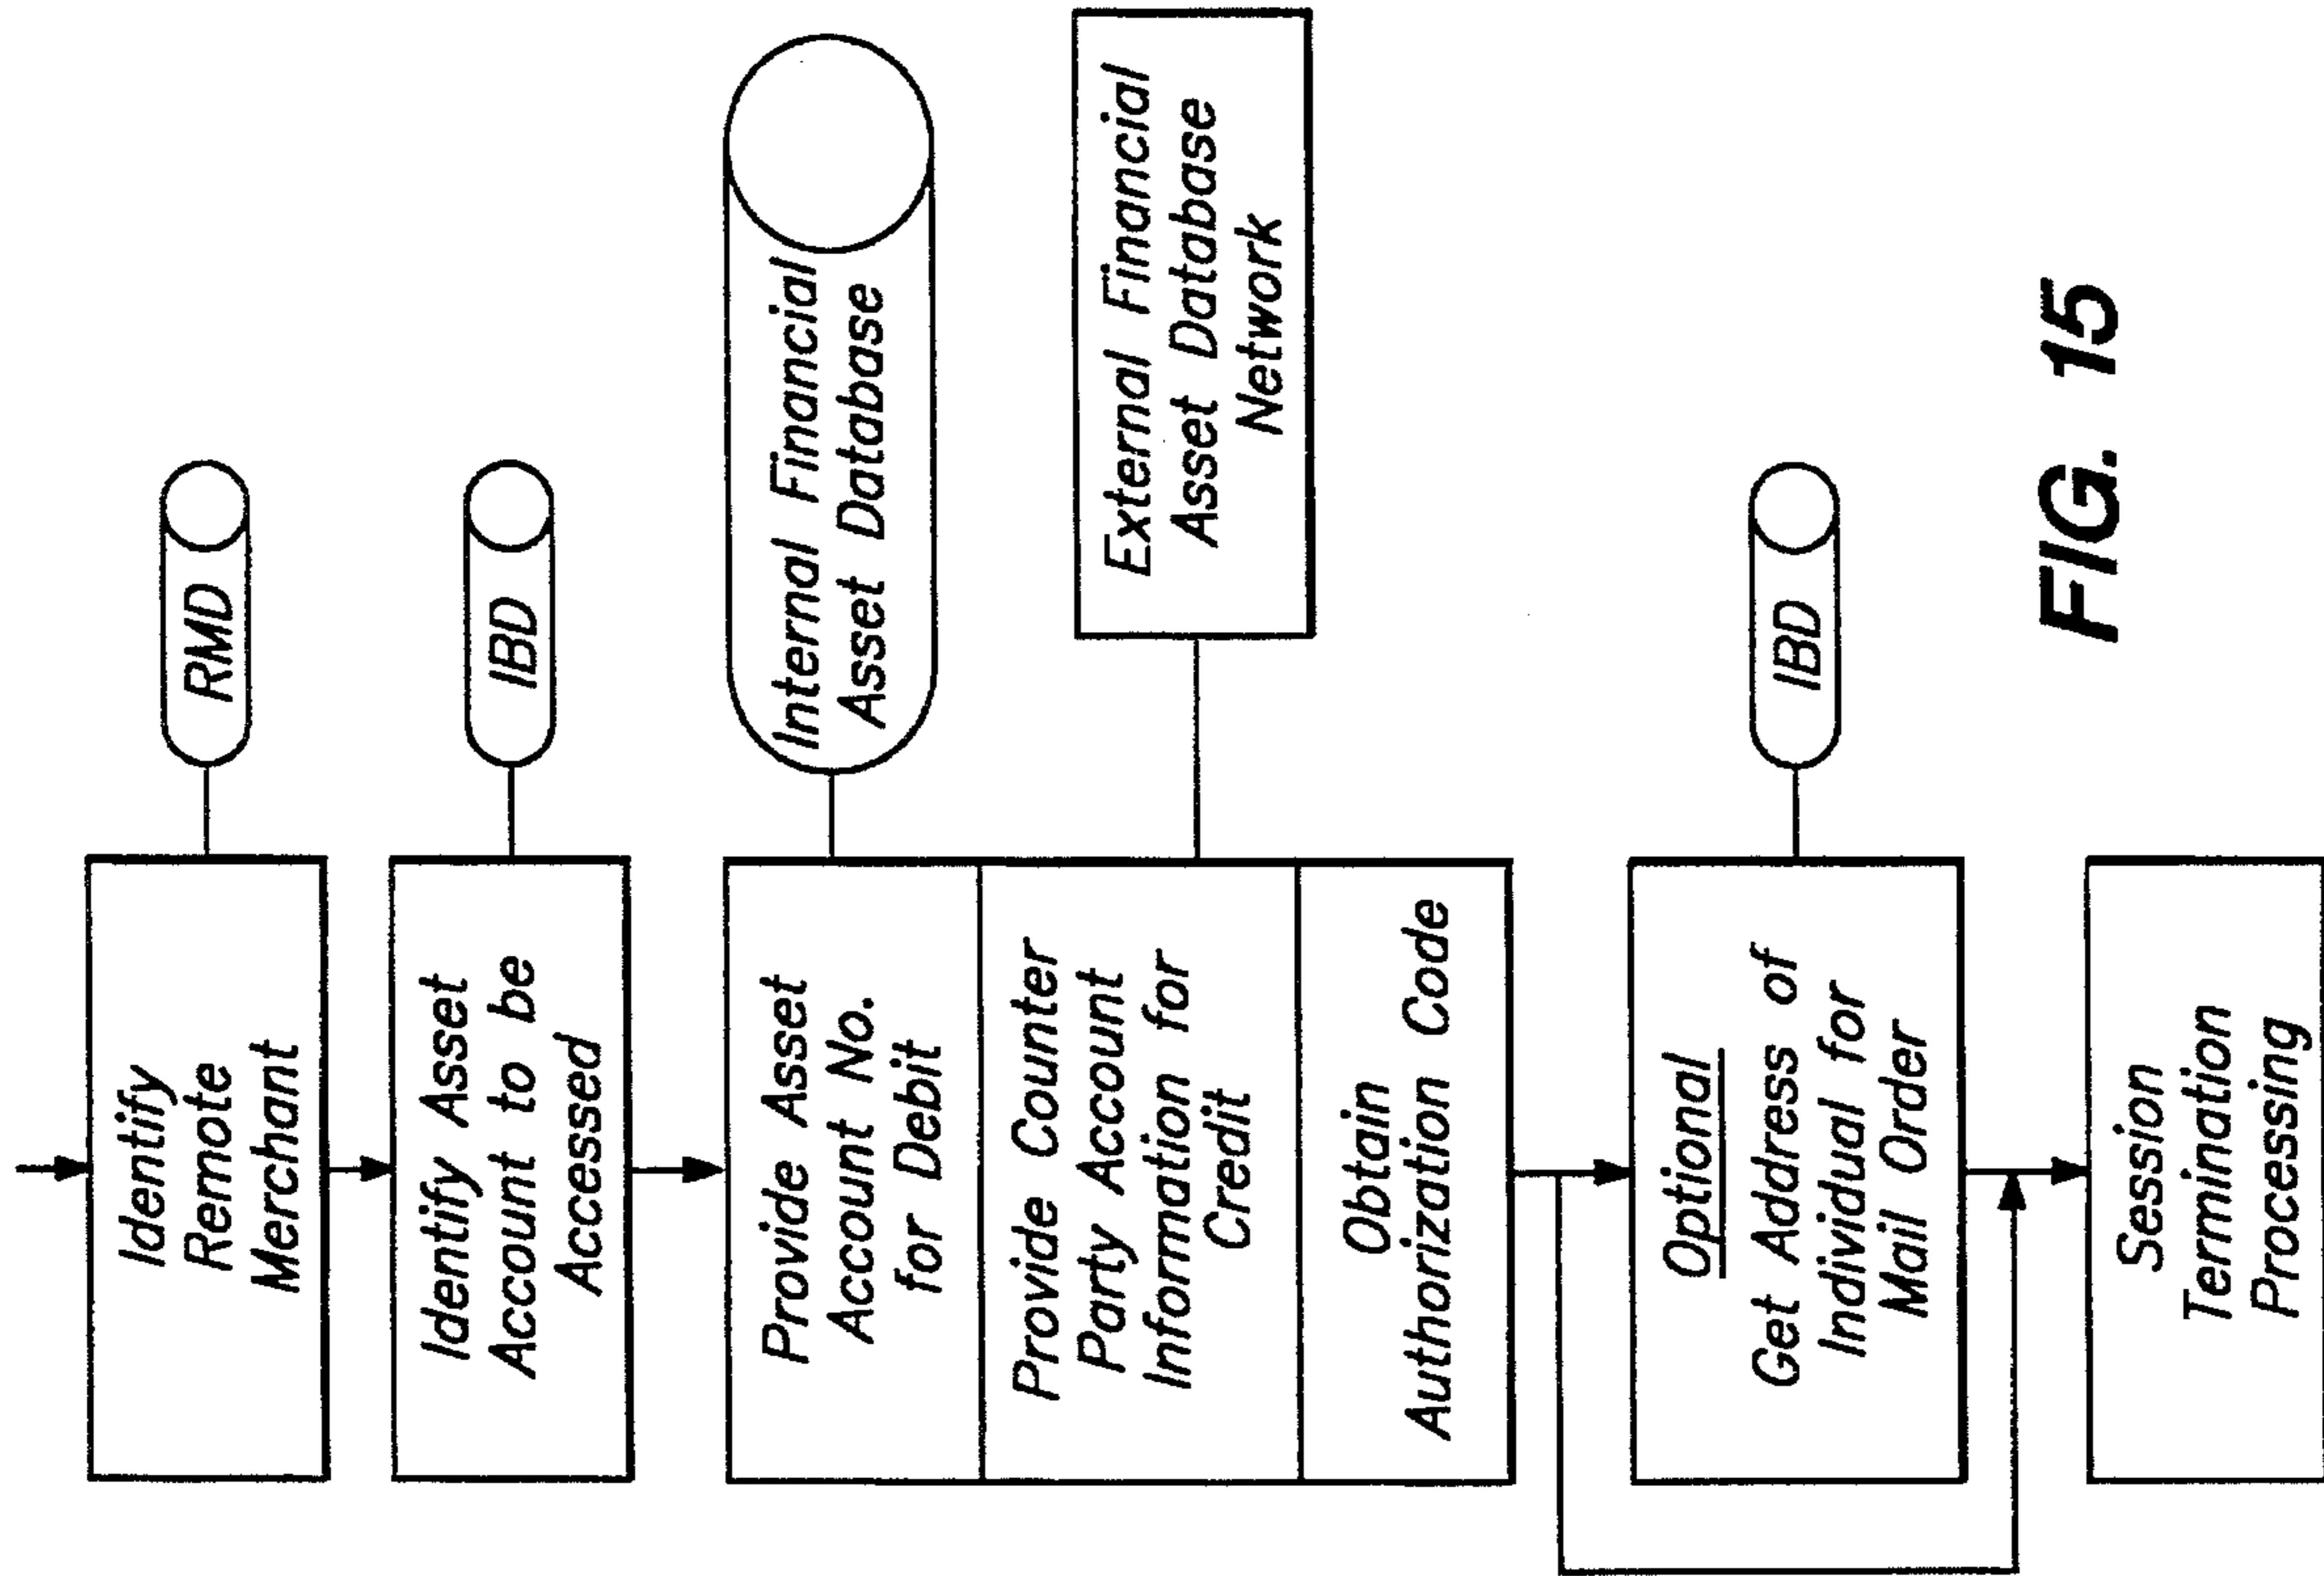 Identify
Remote
Merchant
RMD
Identify Asset
Account to be
Accessed
IBD
Provide Asset
Account No.
for Debit
Internal Financial
Asset Database
Provide Counter
Party Account
Information for
Credit
External Financial
Asset Database
Network
Obtain
Authorization Code
Optional
Get Address of
Individual for
Mail Order
IBD
Session
Termination
Processing
FIG. 15